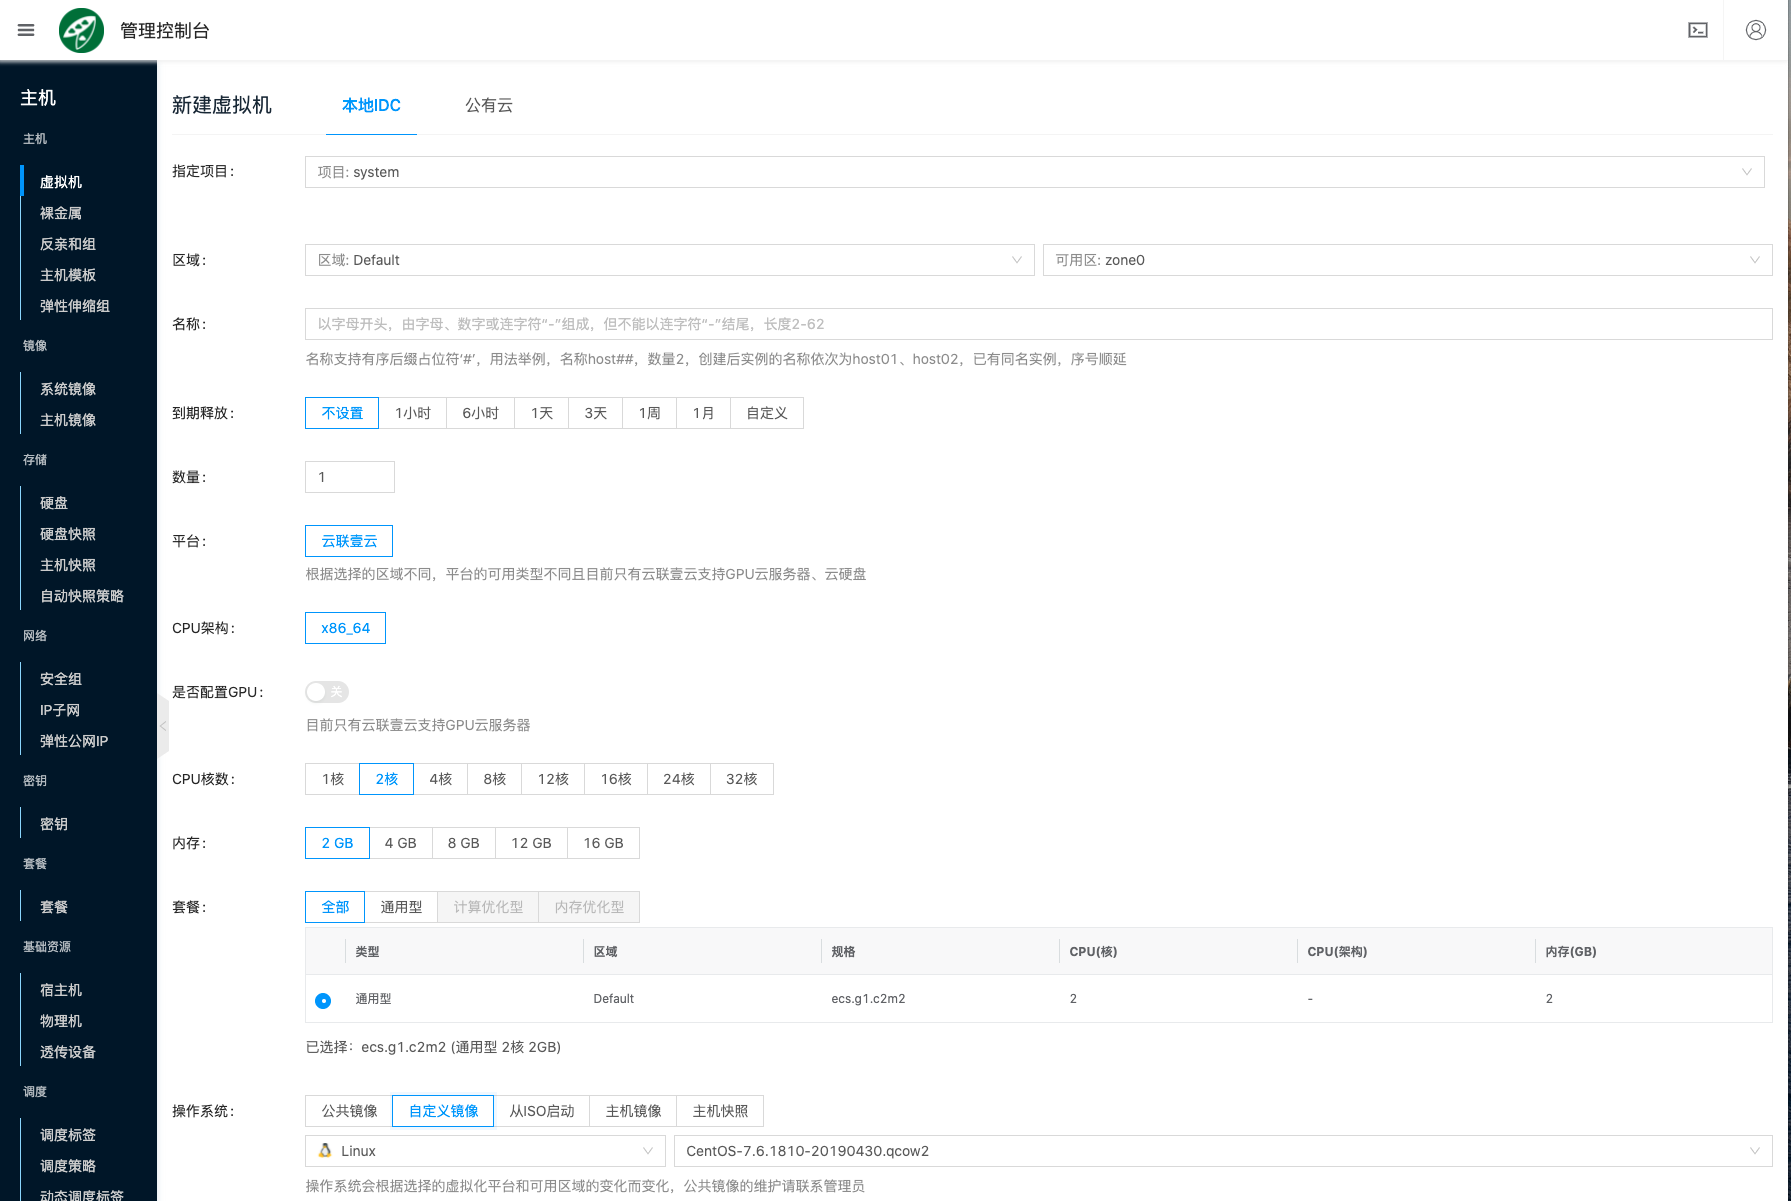 管理控制台
主机
主机
虚拟机
裸金属
反亲和组
主机模板
弹性伸缩组
镜像
系统镜像
主机镜像
存储
硬盘
硬盘快照
主机快照
自动快照策略
网络
安全组
IP子网
弹性公网IP
密钥
密钥
套餐
套餐
基础资源
宿主机
物理机
透传设备
调度
调度标签
调度策略
动态调度标签
新建虚拟机 本地IDC 公有云
指定项目: 项目: system
区域: 区域: Default 可用区: zone0
名称: 以字母开头，由字母、数字或连字符“-”组成，但不能以连字符“-”结尾，长度2-62
名称支持有序后缀占位符‘#’，用法举例，名称host##，数量2，创建后实例的名称依次为host01、host02，已有同名实例，序号顺延
到期释放: 不设置 1小时 6小时 1天 3天 1周 1月 自定义
数量: 1
平台: 云联壹云
根据选择的区域不同，平台的可用类型不同且目前只有云联壹云支持GPU云服务器、云硬盘
CPU架构: x86_64
是否配置GPU: 关
目前只有云联壹云支持GPU云服务器
CPU核数: 1核 2核 4核 8核 12核 16核 24核 32核
内存: 2 GB 4 GB 8 GB 12 GB 16 GB
套餐: 全部 通用型 计算优化型 内存优化型
类型 区域 规格 CPU(核) CPU(架构) 内存(GB)
通用型 Default ecs.g1.c2m2 2 - 2
已选择: ecs.g1.c2m2 (通用型 2核 2GB)
操作系统: 公共镜像 自定义镜像 从ISO启动 主机镜像 主机快照
Linux CentOS-7.6.1810-20190430.qcow2
操作系统会根据选择的虚拟化平台和可用区域的变化而变化，公共镜像的维护请联系管理员